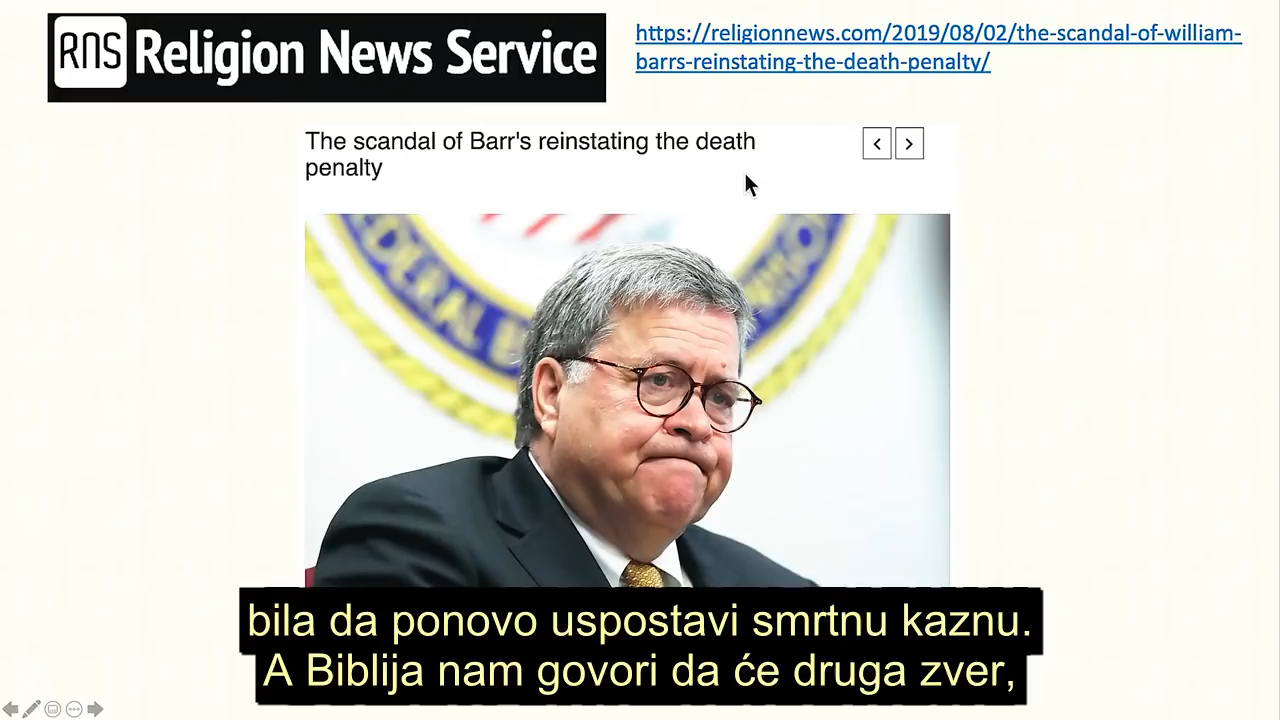 RNS Religion News Service
https://religionnews.com/2019/08/02/the-scandal-of-william-
barrs-reinstating-the-death-penalty/
The scandal of Barr's reinstating the death
penalty
bila da ponovo uspostavi smrtnu kaznu.
A Biblija nam govori da će druga zver,